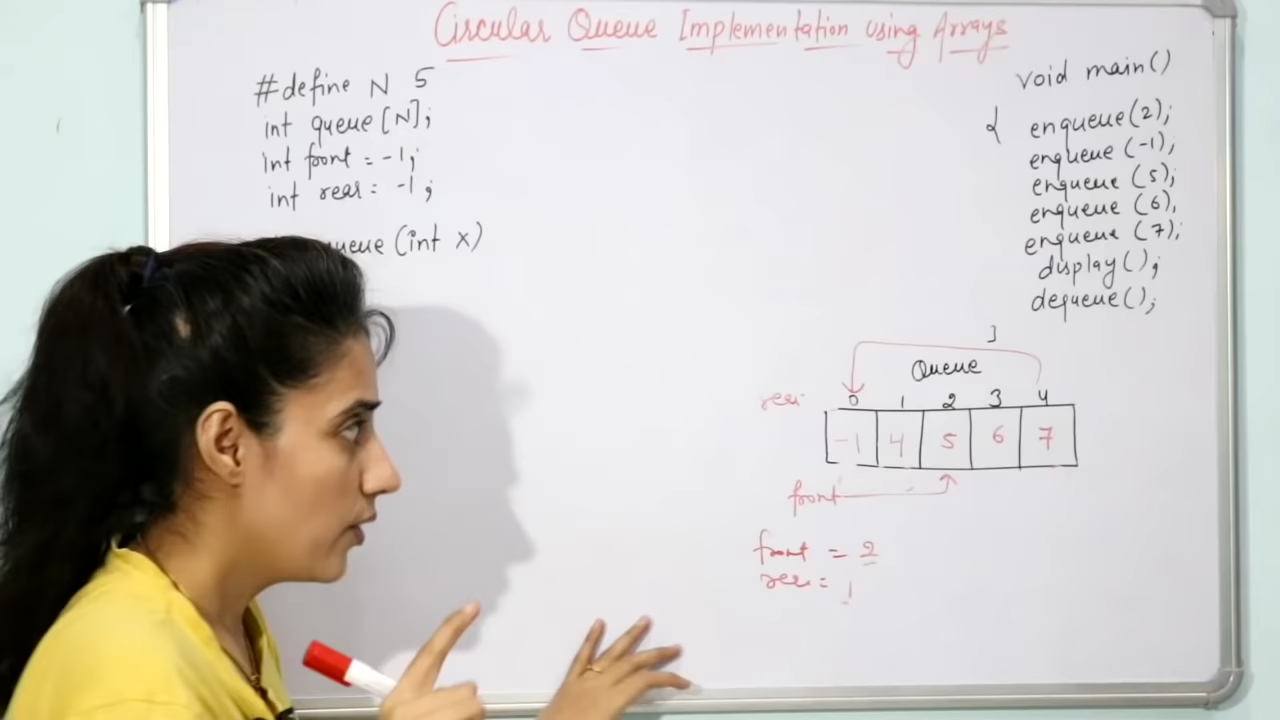 Circular Queue Implementation using Arrays
#define N 5
int queue[N];
int front = -1;
int rear = -1;
ueue (int x)
void main()
{ enqueue(2);
enqueue (-1);
enqueue (5);
enqueue (6),
enqueue (7);
display();
dequeue();
}
Queue
rear
0 1 2 3 4
-1 4 5 6 7
front
front = 2
rear = 1